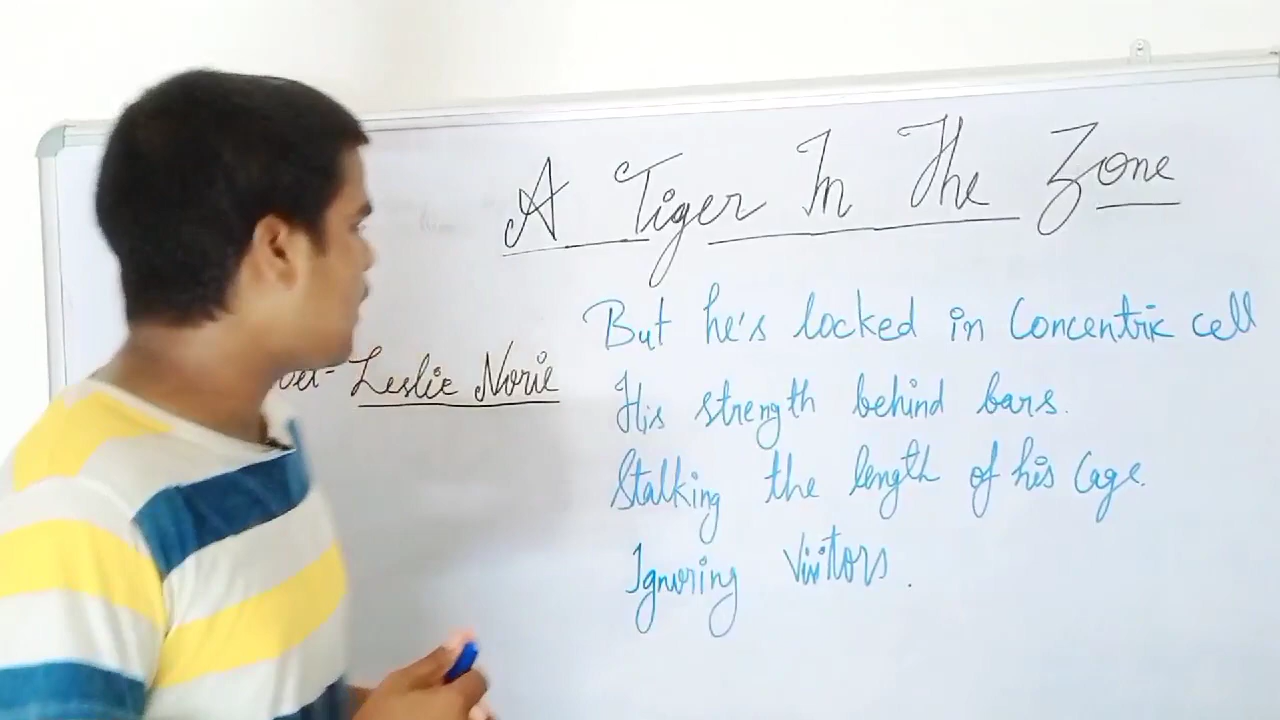 A Tiger In The Zone
Leslie Norie
But he's locked in Concentric cell
His strength behind bars.
Stalking the length of his Cage.
Ignoring Visitors.